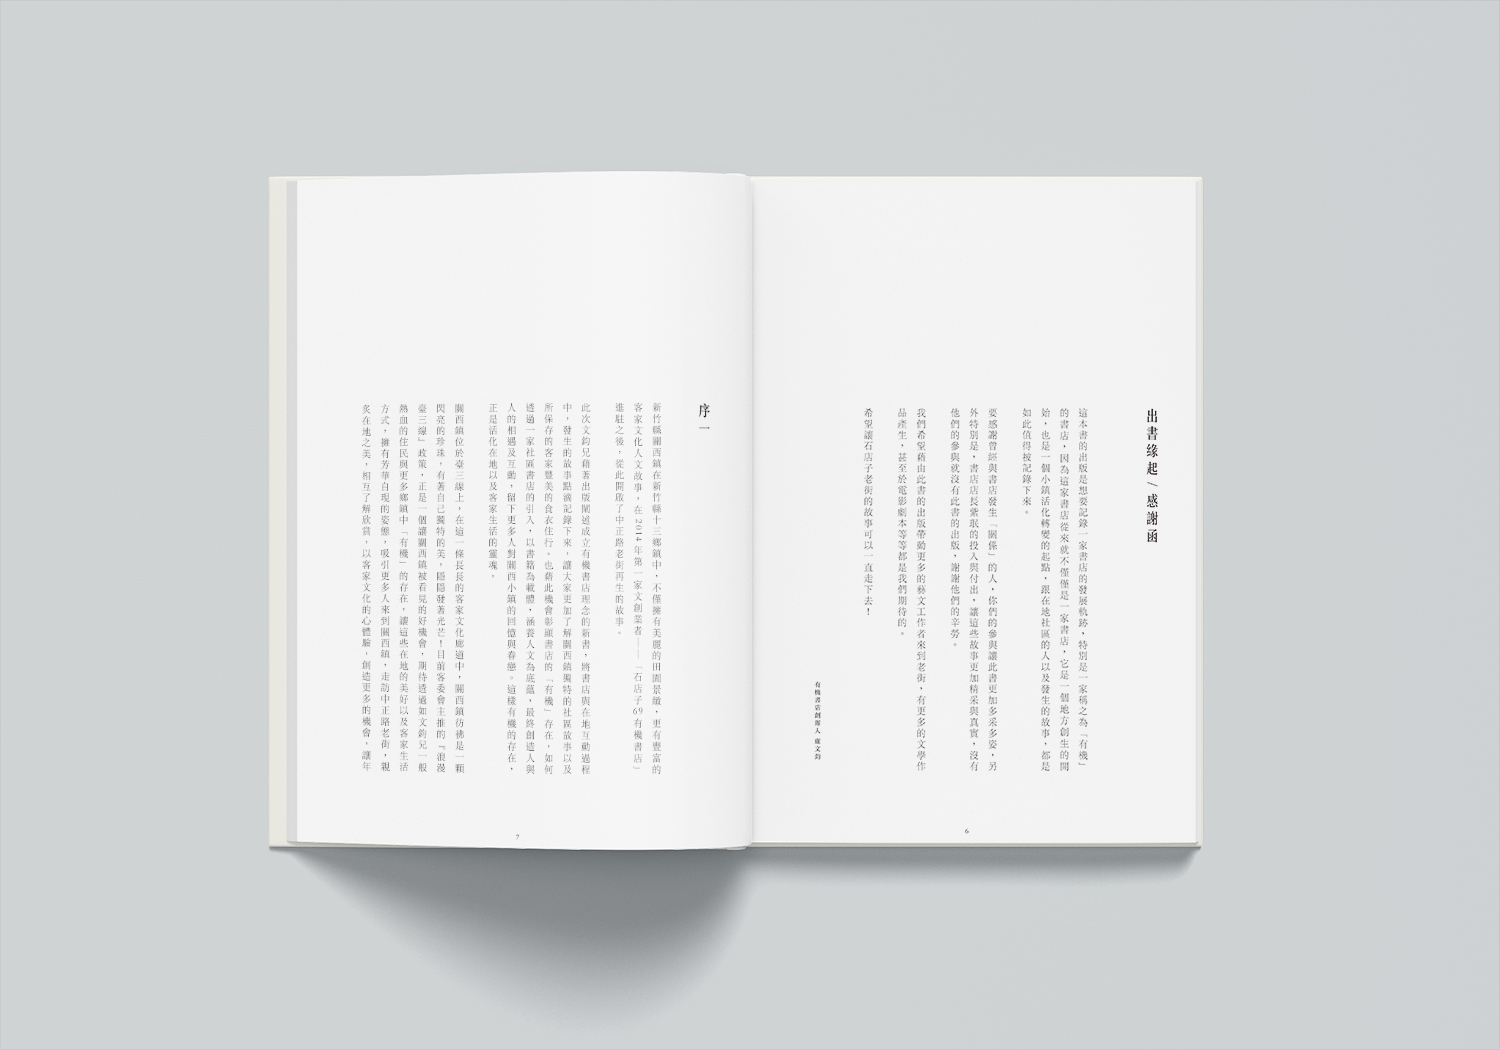 出書緣起／感謝函
這本書的出版是想要記錄一家書店的發展軌跡，特別是一家稱之為「有機」
的書店，因為這家書店從來就不僅僅是一家書店，它是一個地方創生的開
始，也是一個小鎮活化轉變的起點，跟在地社區的人以及發生的故事，都是
如此值得被記錄下來。
要感謝曾經與書店發生「關係」的人，你們的參與讓此書更加多采多姿，另
外特別是，書店店長紫珉的投入與付出，讓這些故事更加精采與真實，沒有
他們的參與就沒有此書的出版，謝謝他們的辛勞。
我們希望藉由此書的出版帶動更多的藝文工作者來到老街，有更多的文學作
品產生，甚至於電影劇本等等都是我們期待的。
希望讓石店子老街的故事可以一直走下去！
有機書店創辦人 盧文鈞
6
序一
新竹縣關西鎮在新竹縣十三鄉鎮中，不僅擁有美麗的田園景緻，更有豐富的
客家文化人文故事，在2014年第一家文創業者——「石店子69有機書店」
進駐之後，從此開啟了中正路老街再生的故事。
此次文鈞兄藉著出版闡述成立有機書店理念的新書，將書店與在地互動過程
中，發生的故事點滴記錄下來，讓大家更加了解關西鎮獨特的社區故事以及
所保存的客家豐美的食衣住行。也藉此機會彰顯書店的「有機」存在，如何
透過一家社區書店的引入，以書籍為載體，涵養人文為底蘊，最終創造人與
人的相遇及互動，留下更多人對關西小鎮的回憶與眷戀。這樣有機的存在，
正是活化在地以及客家生活的靈魂。
關西鎮位於臺三線上，在這一條長長的客家文化廊道中，關西鎮彷彿是一顆
閃亮的珍珠，有著自己獨特的美，隱隱發著光芒！目前客委會主推的『浪漫
臺三線』政策，正是一個讓關西鎮被看見的好機會，期待透過如文鈞兄一般
熱血的住民與更多鄉鎮中「有機」的存在，讓這些在地的美好以及客家生活
方式，擁有芳華自現的姿態，吸引更多人來到關西鎮，走訪中正路老街，親
炙在地之美，相互了解欣賞，以客家文化的心體驗，創造更多的機會，讓年
7